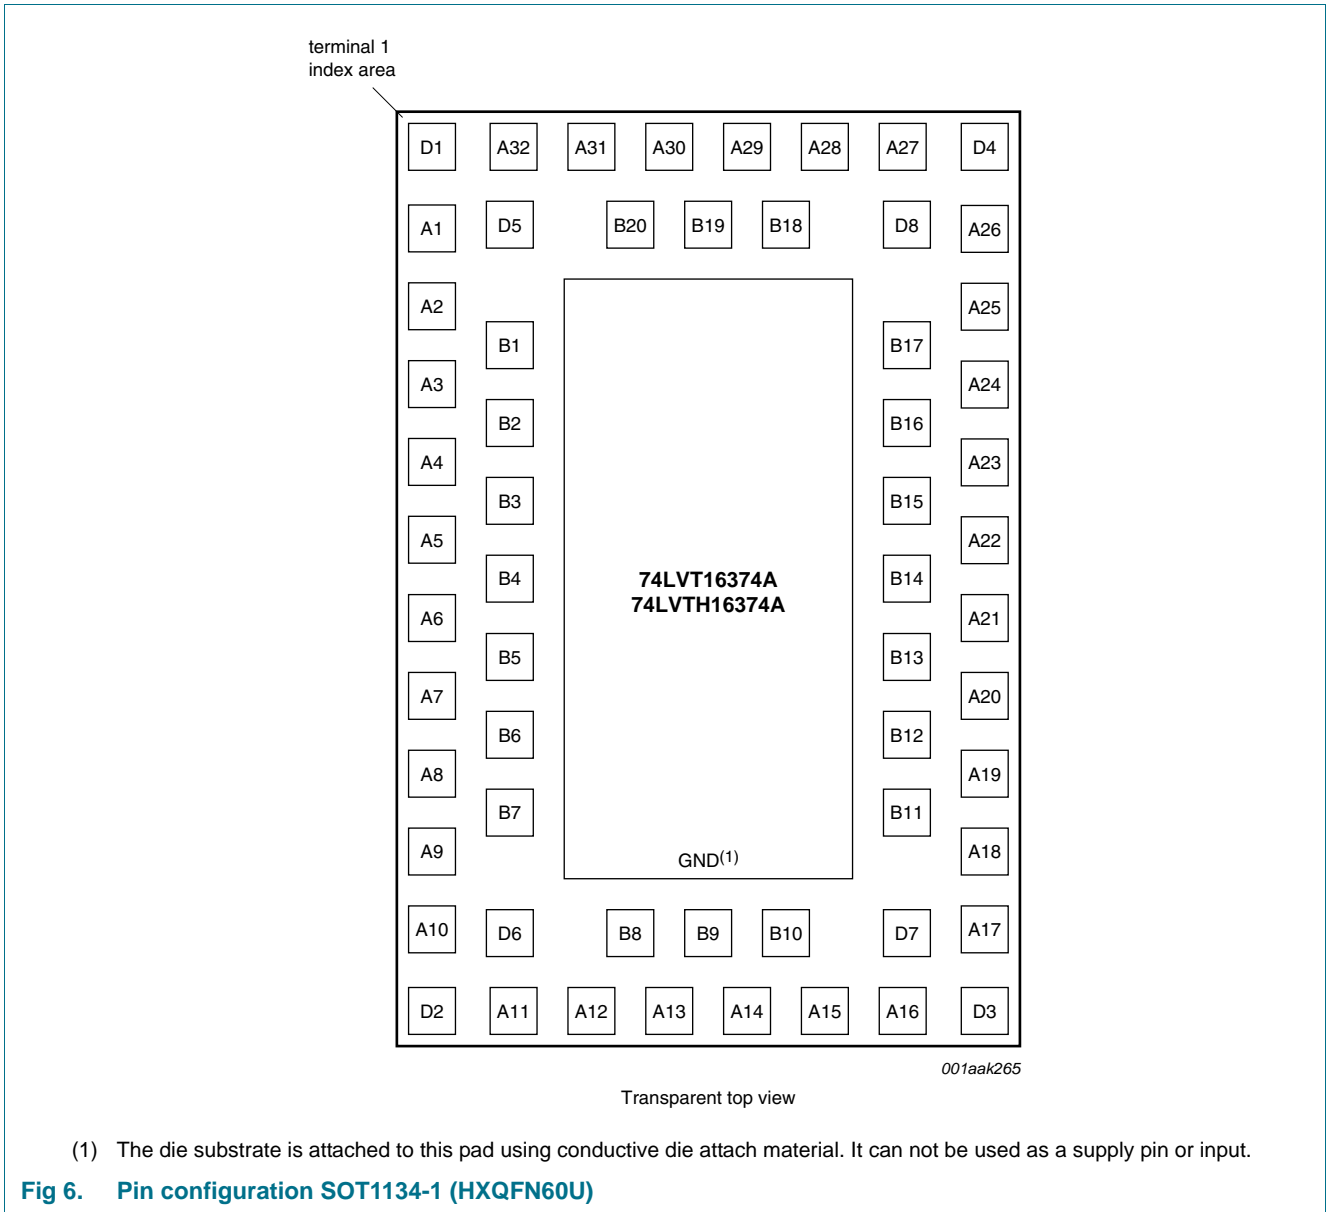 terminal 1
index area
D1 A32 A31 A30 A29 A28 A27 D4
A1 D5 B20 B19 B18 D8 A26
A2 A25
B1 B17
A3 A24
B2 B16
A4 A23
B3 B15
A5 A22
B4 74LVT16374A B14
74LVTH16374A
A6 A21
B5 B13
A7 A20
B6 B12
A8 A19
B7 B11
A9 GND(1) A18
A10 D6 B8 B9 B10 D7 A17
D2 A11 A12 A13 A14 A15 A16 D3
001aak265
Transparent top view
(1) The die substrate is attached to this pad using conductive die attach material. It can not be used as a supply pin or input.
Fig 6. Pin configuration SOT1134-1 (HXQFN60U)